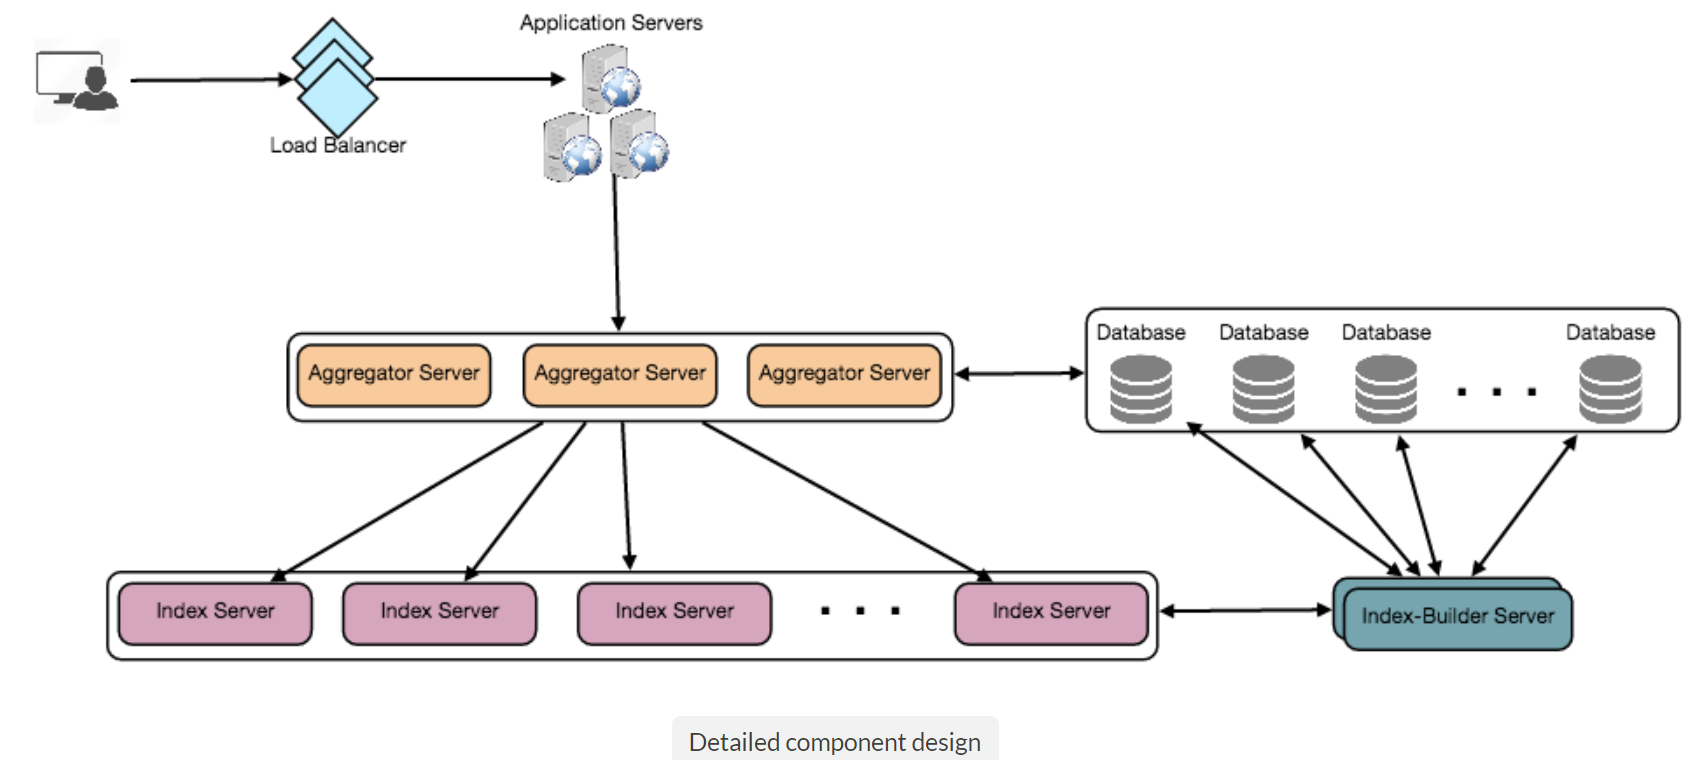 Application Servers
Load Balancer
Database Database Database Database
Aggregator Server Aggregator Server Aggregator Server
Index Server Index Server Index Server Index Server
Index-Builder Server
Detailed component design